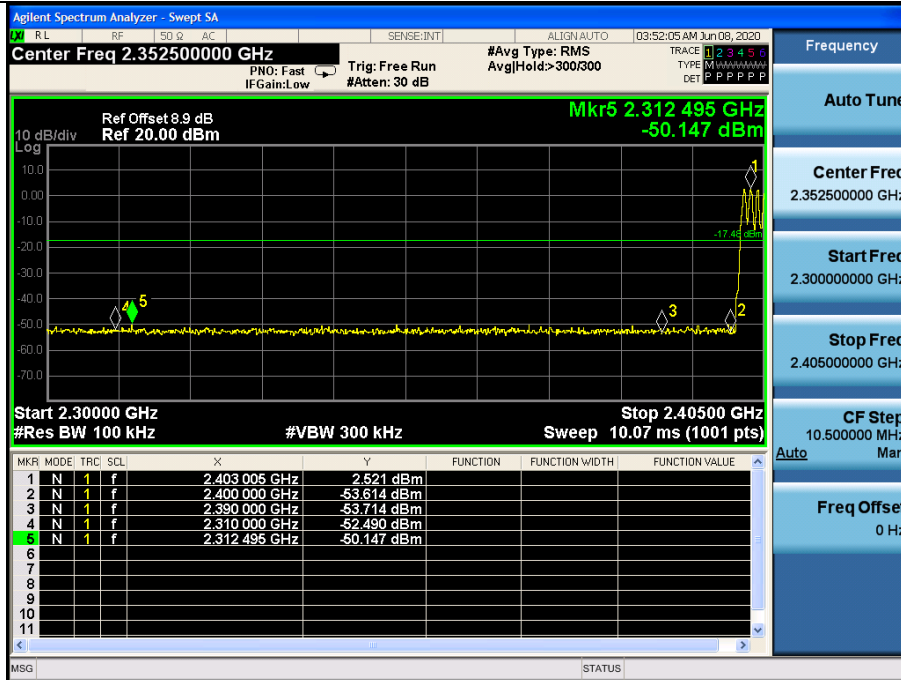 Agilent Spectrum Analyzer - Swept SA
LXI RL RF 50 Ω AC SENSE:INT ALIGN AUTO 03:52:05 AM Jun 08, 2020
Center Freq 2.352500000 GHz
PNO: Fast
IFGain:Low
Trig: Free Run
#Atten: 30 dB
#Avg Type: RMS
Avg|Hold:>300/300
TRACE 1 2 3 4 5 6
TYPE M WWWWW
DET P P P P P P
Ref Offset 8.9 dB
10 dB/div Ref 20.00 dBm
Log
Mkr5 2.312 495 GHz
-50.147 dBm
10.0
0.00
-10.0
-20.0
-30.0
-40.0
-50.0
-60.0
-70.0
1
-17.48 dBm
4 5
3 2
Start 2.30000 GHz Stop 2.40500 GHz
#Res BW 100 kHz #VBW 300 kHz Sweep 10.07 ms (1001 pts)
MKR MODE TRC SCL X Y FUNCTION FUNCTION WIDTH FUNCTION VALUE
1 N 1 f 2.403 005 GHz 2.521 dBm
2 N 1 f 2.400 000 GHz -53.614 dBm
3 N 1 f 2.390 000 GHz -53.714 dBm
4 N 1 f 2.310 000 GHz -52.490 dBm
5 N 1 f 2.312 495 GHz -50.147 dBm
6
7
8
9
10
11
MSG STATUS
Frequency
Auto Tune
Center Freq
2.352500000 GHz
Start Freq
2.300000000 GHz
Stop Freq
2.405000000 GHz
CF Step
10.500000 MHz
Auto Man
Freq Offset
0 Hz